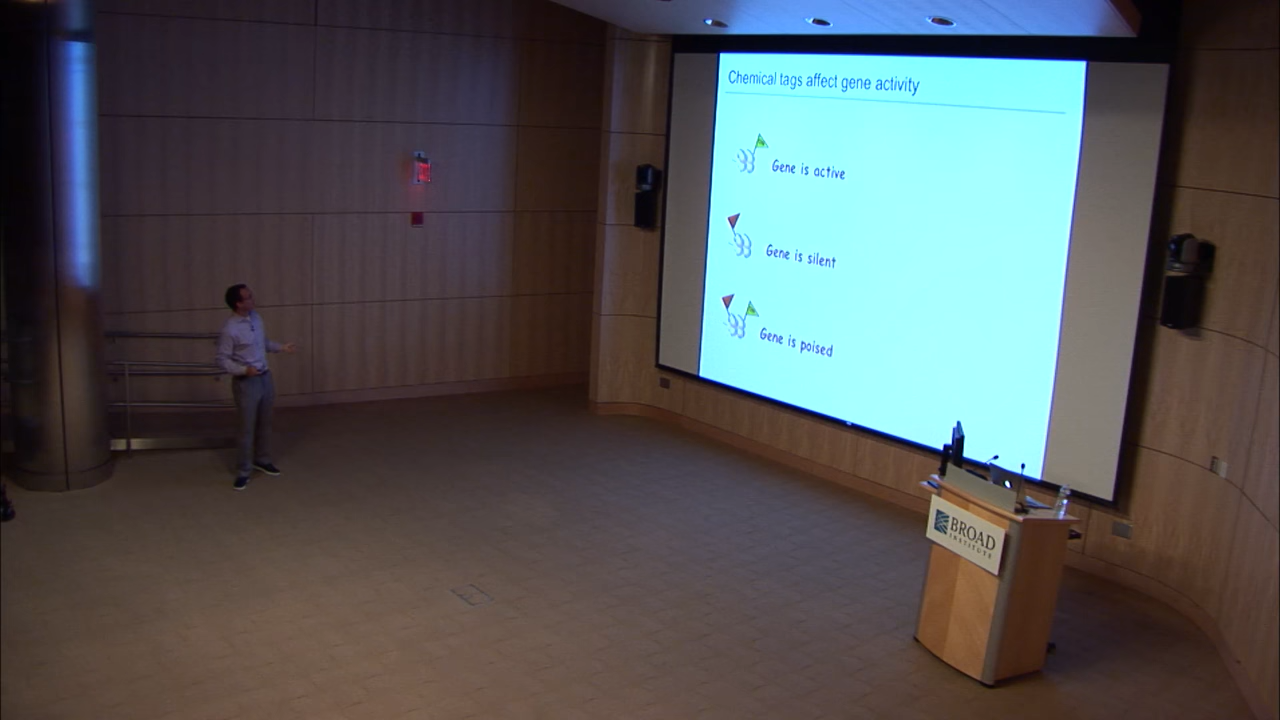 Chemical tags affect gene activity
Gene is active
Gene is silent
Gene is poised
BROAD
INSTITUTE